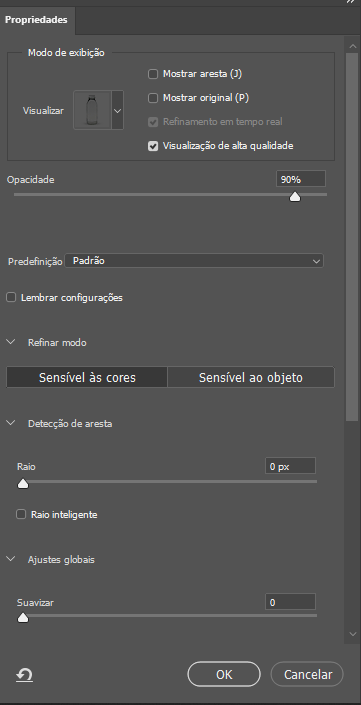 Propriedades
Modo de exibição
Mostrar aresta (J)
Mostrar original (P)
Visualizar
Refinamento em tempo real
Visualização de alta qualidade
Opacidade
90%
Predefinição
Padrão
Lembrar configurações
Refinar modo
Sensível às cores
Sensível ao objeto
Detecção de aresta
Raio
0 px
Raio inteligente
Ajustes globais
Suavizar
0
OK
Cancelar